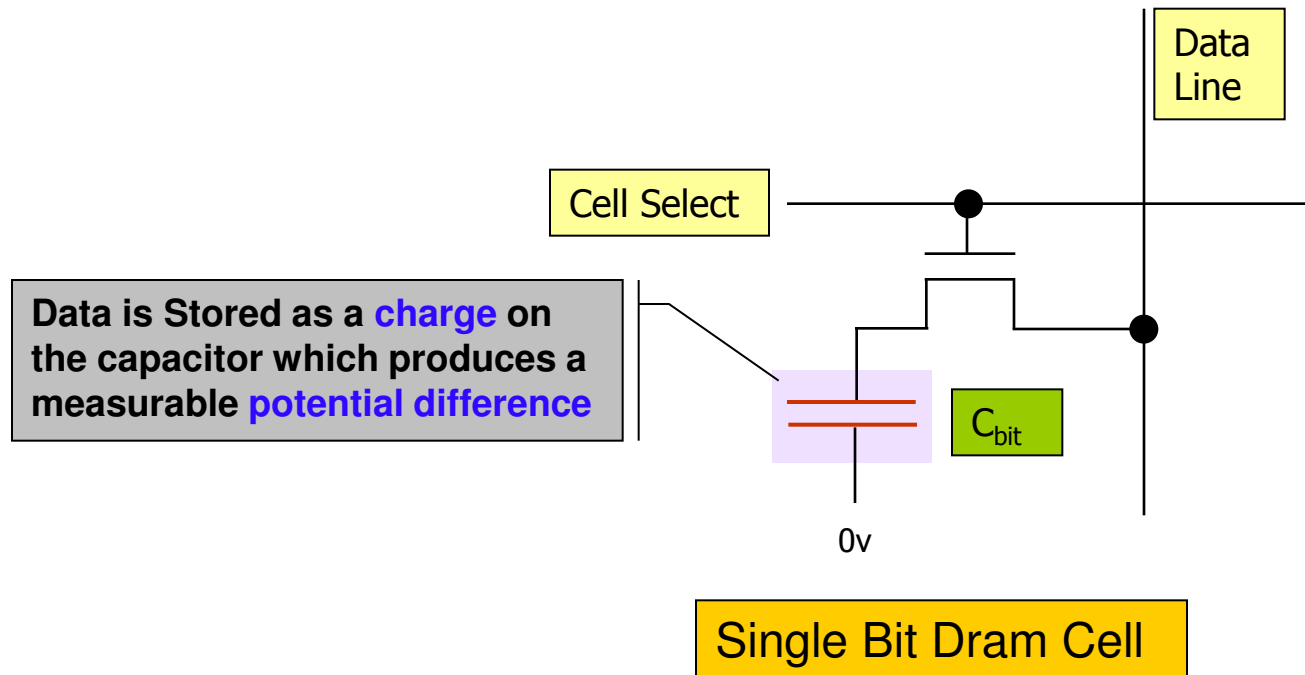 Data
Line
Cell Select
Data is Stored as a charge on
the capacitor which produces a
measurable potential difference
Cbit
0v
Single Bit Dram Cell